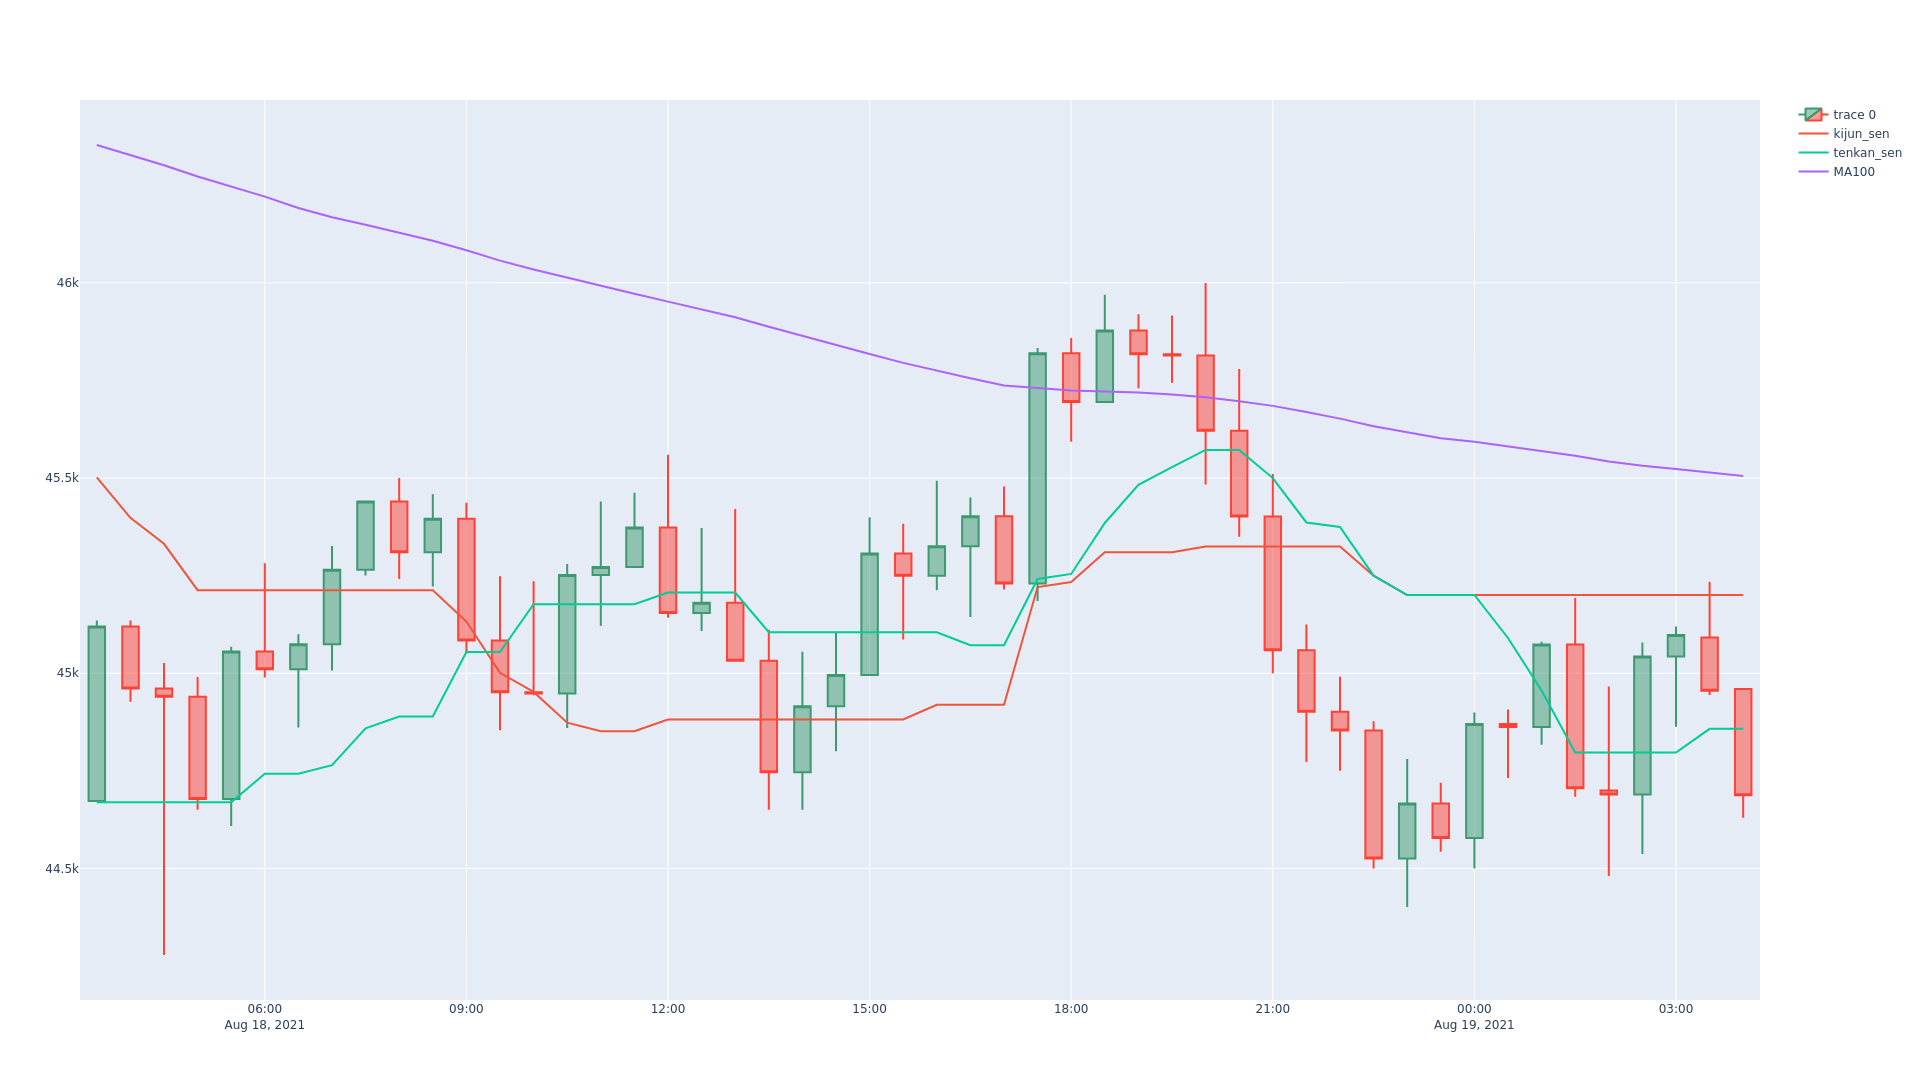 trace 0
kijun_sen
tenkan_sen
MA100
46k
45.5k
45k
44.5k
06:00
Aug 18, 2021
09:00
12:00
15:00
18:00
21:00
00:00
Aug 19, 2021
03:00